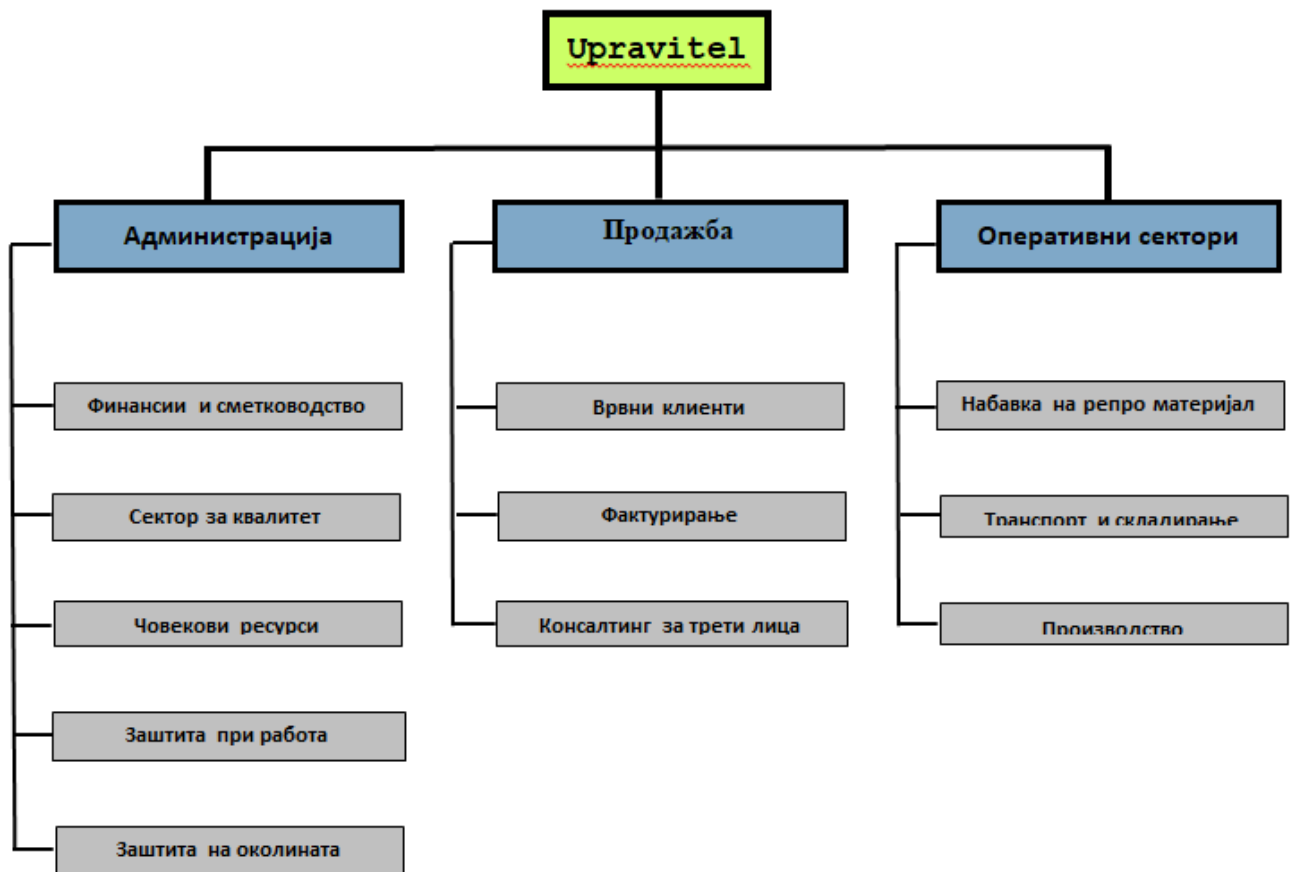 Upravitel
Администрација
Продажба
Оперативни сектори
Финансии и сметководство
Врвни клиенти
Набавка на репро материјал
Сектор за квалитет
Фактурирање
Транспорт и складирање
Човекови ресурси
Консалтинг за трети лица
Производство
Заштита при работа
Заштита на околината